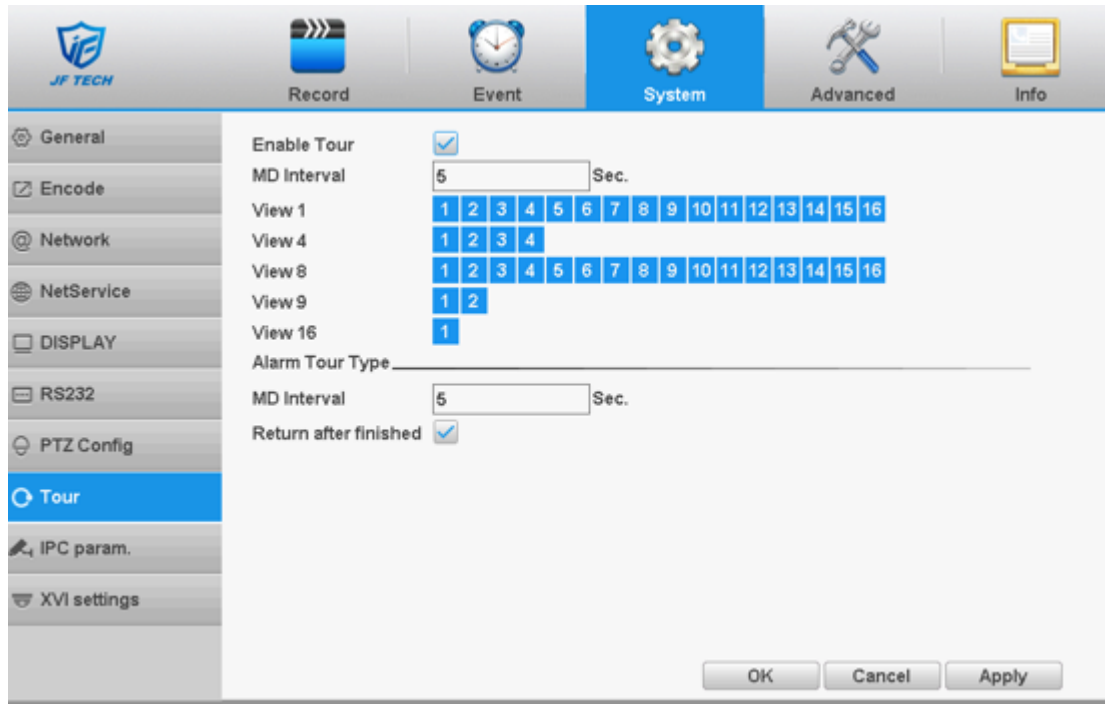 JF TECH
Record Event System Advanced Info
General
Encode
Network
NetService
DISPLAY
RS232
PTZ Config
Tour
IPC param.
XVI settings
Enable Tour
MD Interval 5 Sec.
View 1 1 2 3 4 5 6 7 8 9 10 11 12 13 14 15 16
View 4 1 2 3 4
View 8 1 2 3 4 5 6 7 8 9 10 11 12 13 14 15 16
View 9 1 2
View 16 1
Alarm Tour Type
MD Interval 5 Sec.
Return after finished
OK Cancel Apply